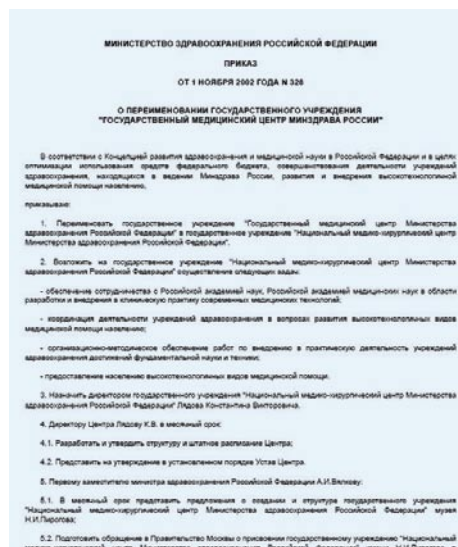 МИНИСТЕРСТВО ЗДРАВООХРАНЕНИЯ РОССИЙСКОЙ ФЕДЕРАЦИИ
ПРИКАЗ
ОТ 1 НОЯБРЯ 2002 ГОДА N 326
О ПЕРЕИМЕНОВАНИИ ГОСУДАРСТВЕННОГО УЧРЕЖДЕНИЯ
"ГОСУДАРСТВЕННЫЙ МЕДИЦИНСКИЙ ЦЕНТР МИНЗДРАВА РОССИИ"
В соответствии с Концепцией развития здравоохранения и медицинской науки в Российской Федерации и в целях
оптимизации использования средств федерального бюджета, совершенствования деятельности учреждений
здравоохранения, находящихся в ведении Минздрава России, развития и внедрения высокотехнологичной
медицинской помощи населению,
приказываю:
1. Переименовать государственное учреждение "Государственный медицинский центр Министерства
здравоохранения Российской Федерации" в государственное учреждение "Национальный медико-хирургический центр
Министерства здравоохранения Российской Федерации".
2. Возложить на государственное учреждение "Национальный медико-хирургический центр Министерства
здравоохранения Российской Федерации" осуществление следующих задач:
- обеспечение сотрудничества с Российской академией наук, Российской академией медицинских наук в области
разработки и внедрения в клиническую практику современных медицинских технологий;
- координация деятельности учреждений здравоохранения в вопросах развития высокотехнологичных видов
медицинской помощи населению;
- организационно-методическое обеспечение работ по внедрению в практическую деятельность учреждений
здравоохранения достижений фундаментальной науки и техники;
- предоставление населению высокотехнологичных видов медицинской помощи.
3. Назначить директором государственного учреждения "Национальный медико-хирургический центр Министерства
здравоохранения Российской Федерации" Лядова Константина Викторовича.
4. Директору Центра Лядову К.В. в месячный срок:
4.1. Разработать и утвердить структуру и штатное расписание Центра;
4.2. Представить на утверждение в установленном порядке Устав Центра.
5. Первому заместителю министра здравоохранения Российской Федерации А.И.Вялкову:
5.1. В месячный срок представить предложения о создании и структуре государственного учреждения
"Национальный медико-хирургический центр Министерства здравоохранения Российской Федерации" музея
Н.И.Пирогова;
5.2. Подготовить обращение в Правительство Москвы о присвоении государственному учреждению "Национальный